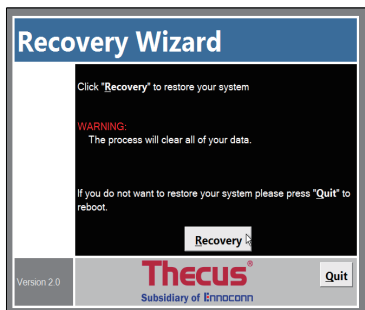 Recovery Wizard
Click "Recovery" to restore your system
WARNING:
The process will clear all of your data.
If you do not want to restore your system please press "Quit" to
reboot.
Recovery
Version 2.0
Thecus®
Subsidiary of Ennoconn
Quit